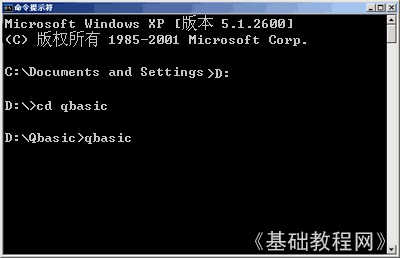 命令提示符
Microsoft Windows XP [版本 5.1.2600]
(C) 版权所有 1985-2001 Microsoft Corp.
C:\Documents and Settings>D:
D:\>cd qbasic
D:\Qbasic>qbasic
《基础教程网》